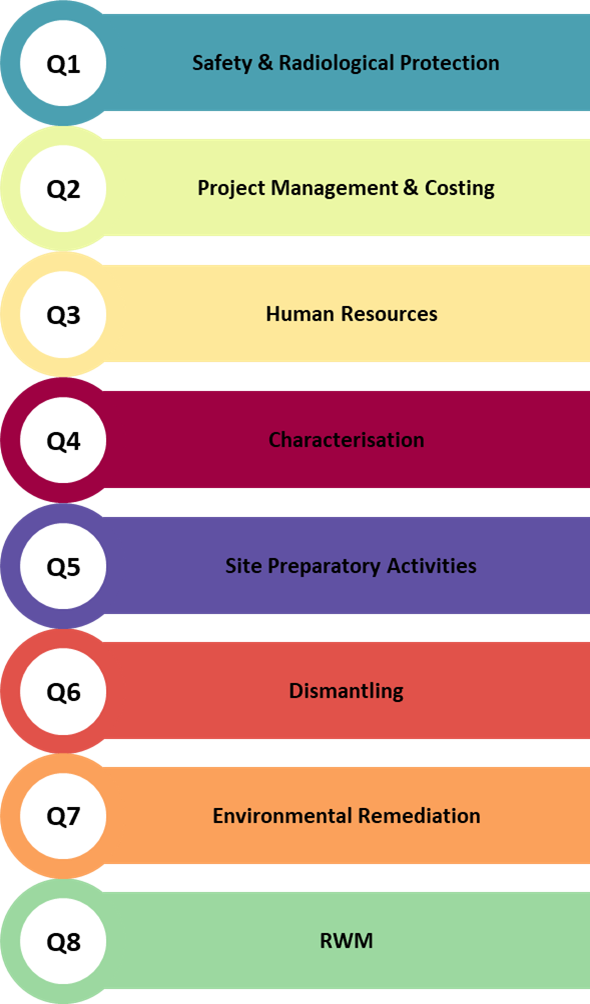 Q1 Safety & Radiological Protection
Q2 Project Management & Costing
Q3 Human Resources
Q4 Characterisation
Q5 Site Preparatory Activities
Q6 Dismantling
Q7 Environmental Remediation
Q8 RWM